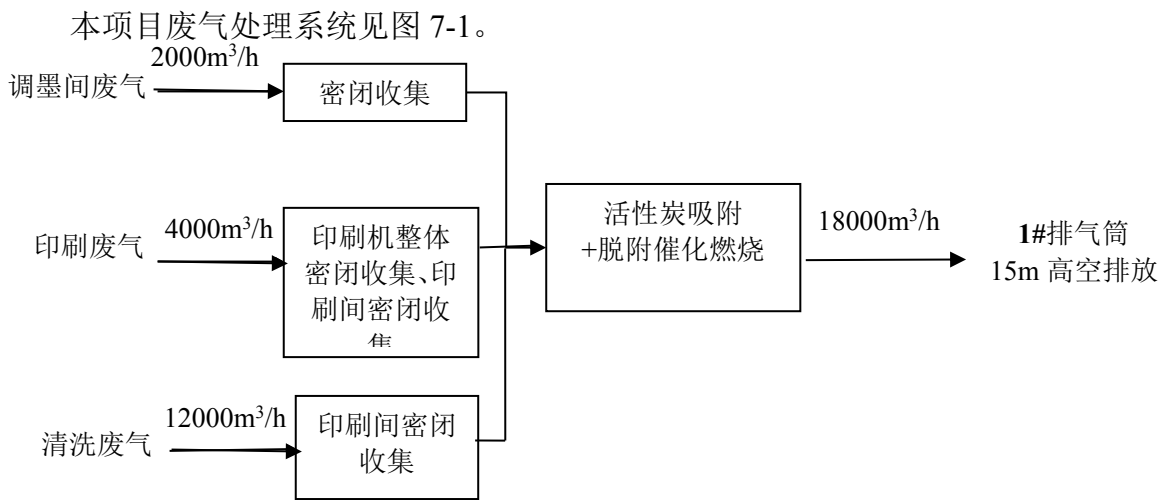 本项目废气处理系统见图 7-1。
2000m³/h
调墨间废气
密闭收集
4000m³/h
印刷废气
印刷机整体
密闭收集、印
刷间密闭收
集
活性炭吸附
+脱附催化燃烧
18000m³/h
1#排气筒
15m 高空排放
12000m³/h
清洗废气
印刷间密闭
收集